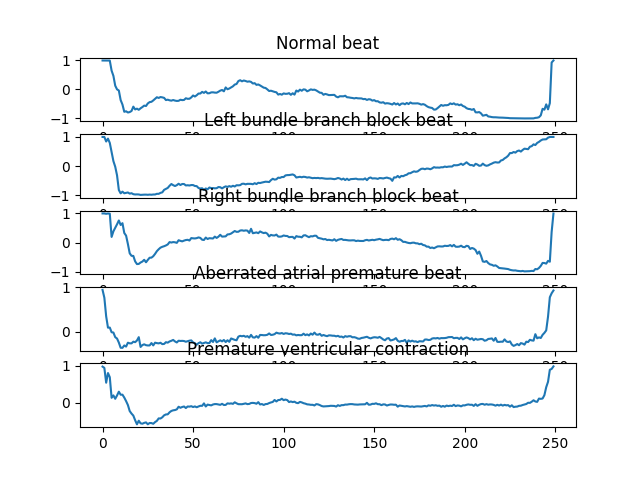 Normal beat
1
0
−1
Left bundle branch block beat
1
0
−1
Right bundle branch block beat
1
0
−1
Aberrated atrial premature beat
0
Premature ventricular contraction
1
0
0 50 100 150 200 250